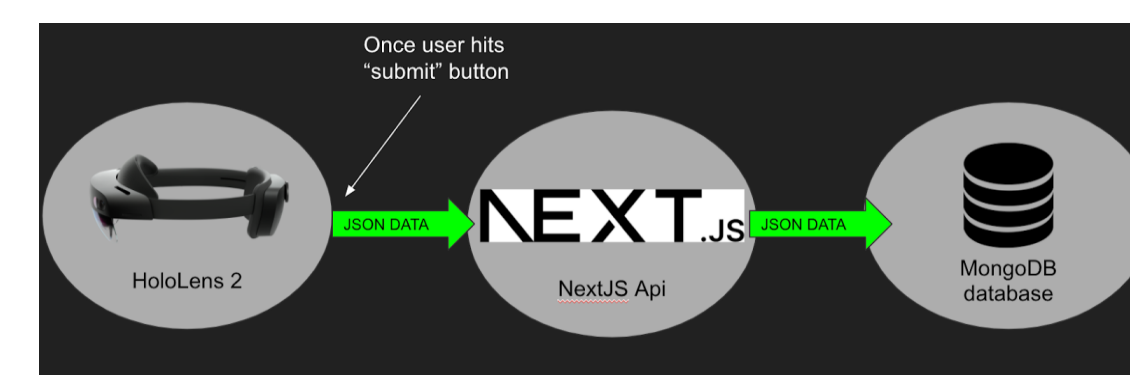 Once user hits
“submit” button
JSON DATA
NEXT.JS
JSON DATA
HoloLens 2
NextJS Api
MongoDB
database